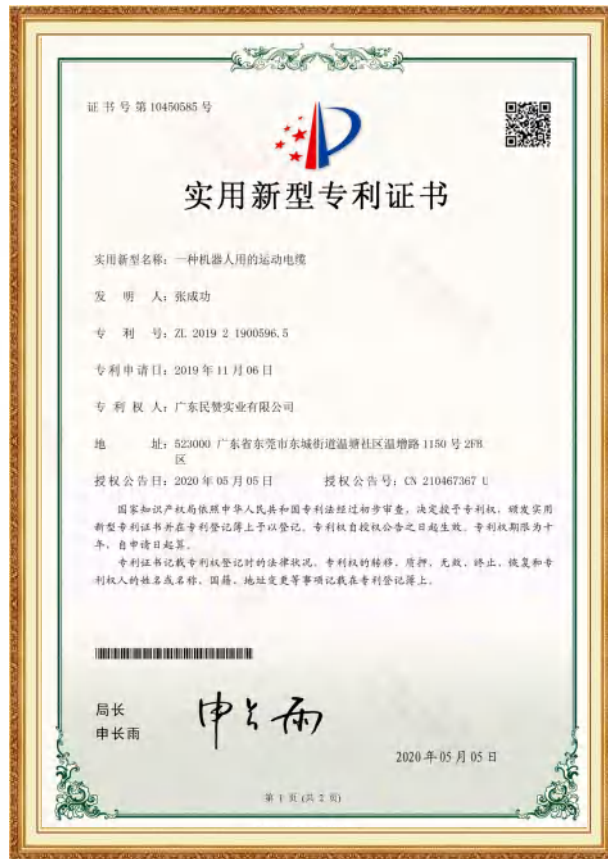 证书号第10450585号
实用新型专利证书
实用新型名称：一种机器人用的运动电缆
发 明 人：张成功
专 利 号：ZL 2019 2 1900596.5
专利申请日：2019年11月06日
专 利 权 人：广东民赞实业有限公司
地 址：523000 广东省东莞市东城街道温塘社区温增路1150号2F8
区
授权公告日：2020年05月05日 授权公告号：CN 210467367 U
国家知识产权局依照中华人民共和国专利法经过初步审查，决定授予专利权，颁发实用
新型专利证书并在专利登记簿上予以登记。专利权自授权公告之日起生效。专利权期限为十
年，自申请日起算。
专利证书记载专利权登记时的法律状况。专利权的转移、质押、无效、终止、恢复和专
利权人的姓名或名称、国籍、地址变更等事项记载在专利登记簿上。
局长
申长雨
申长雨
2020年05月05日
第 1 页 (共 2 页)